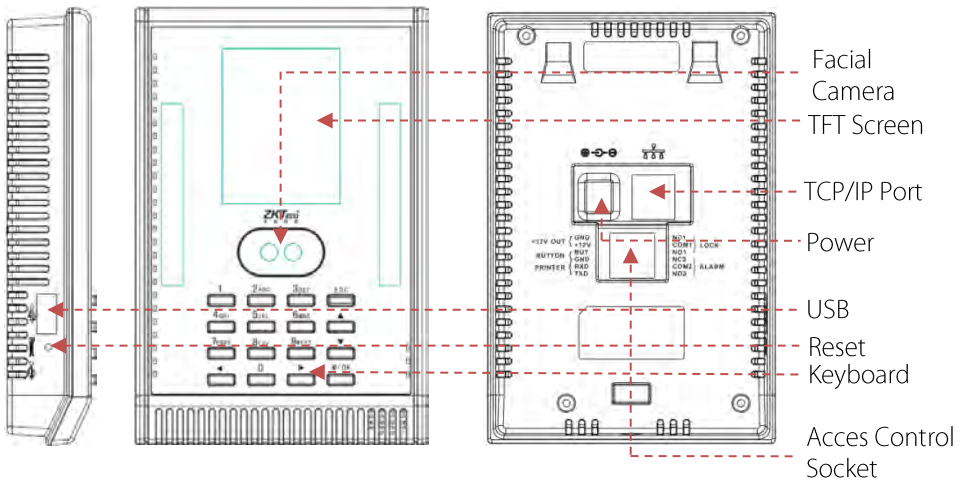 Facial
Camera
TFT Screen
TCP/IP Port
Power
USB
Reset
Keyboard
Acces Control
Socket
ZKTeco
1 2ABC 3DEF ESC
4GHI 5JKL 6MNO
7PQRS 8TUV 9WXYZ
0 M/OK
+12V OUT
BUTTON
PRINTER
GND
+12V
BUT
GND
RXD
TXD
NO1
COM1
COM2
NO2
LOCK
ALARM